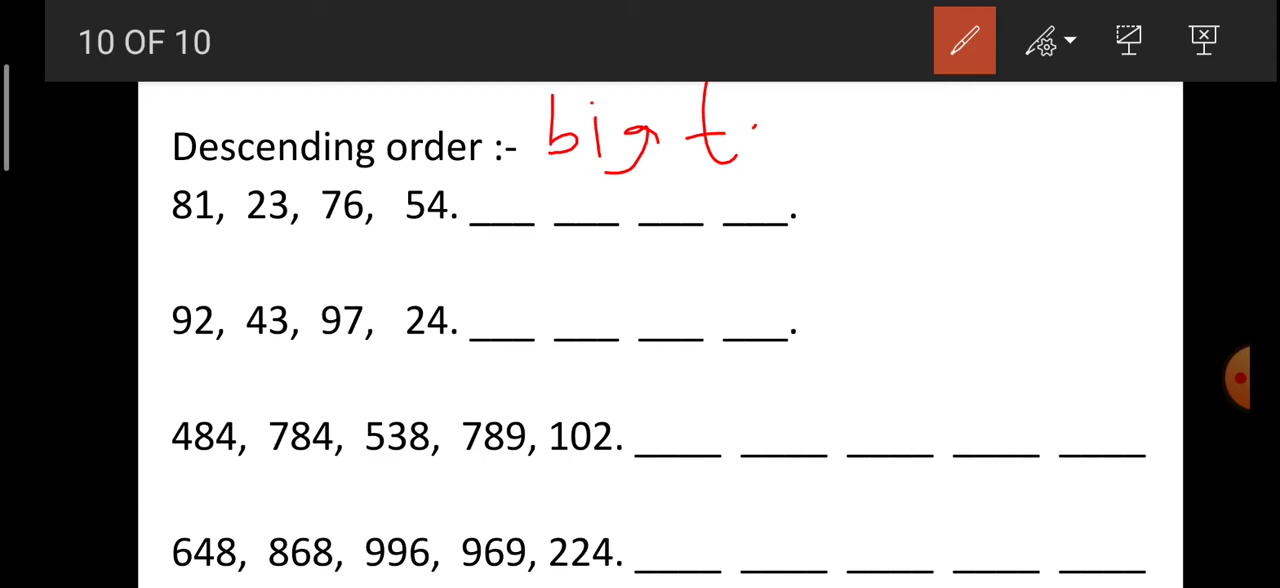 10 OF 10
Descending order :- big t
81, 23, 76, 54. ___ ___ ___ ___.
92, 43, 97, 24. ___ ___ ___ ___.
484, 784, 538, 789, 102. ____ ____ ____ ____ ____
648, 868, 996, 969, 224. ____ ____ ____ ____ ____